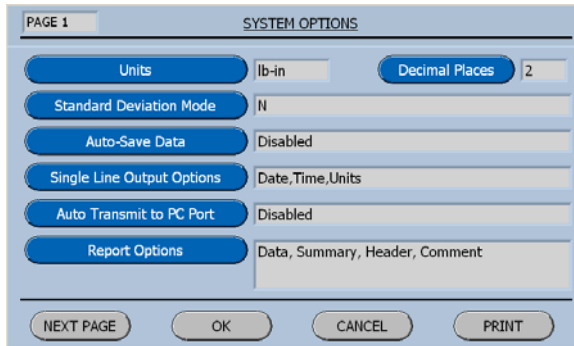 PAGE 1 SYSTEM OPTIONS
Units lb-in Decimal Places 2
Standard Deviation Mode N
Auto-Save Data Disabled
Single Line Output Options Date,Time,Units
Auto Transmit to PC Port Disabled
Report Options Data, Summary, Header, Comment
NEXT PAGE OK CANCEL PRINT